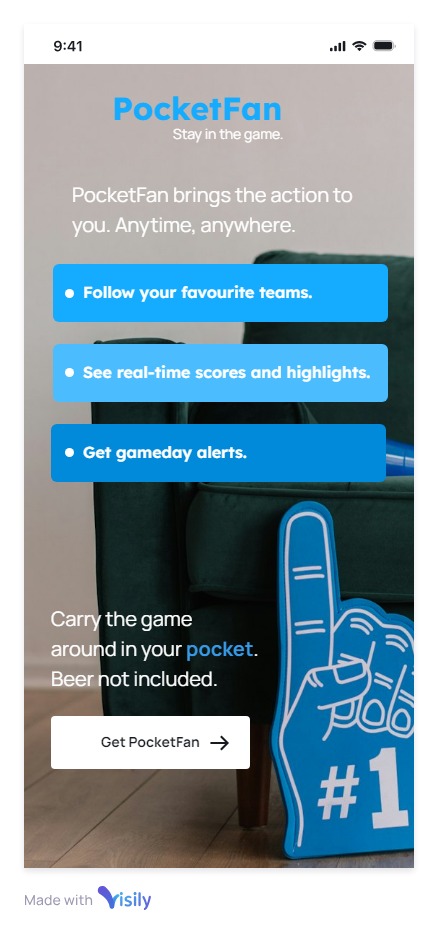 9:41
PocketFan
Stay in the game.
PocketFan brings the action to
you. Anytime, anywhere.
Follow your favourite teams.
See real-time scores and highlights.
Get gameday alerts.
Carry the game
around in your pocket.
Beer not included.
Get PocketFan
#1
Made with Visily